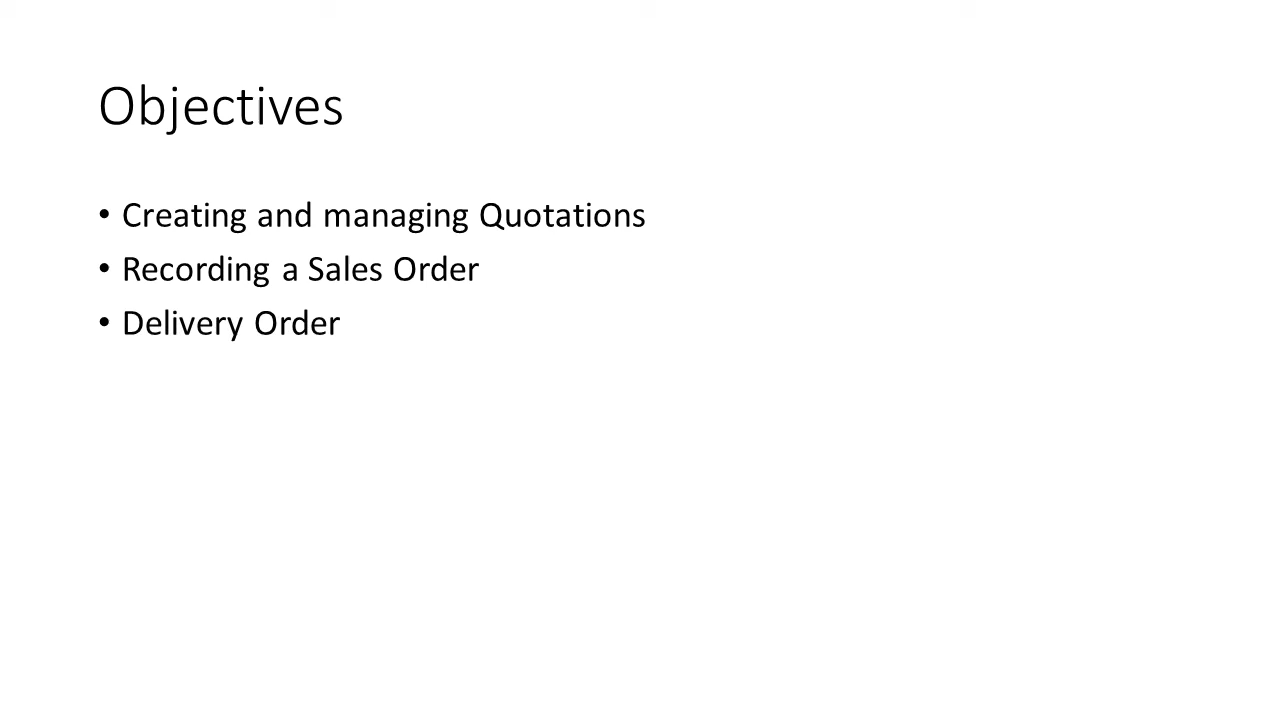 Objectives
• Creating and managing Quotations
• Recording a Sales Order
• Delivery Order